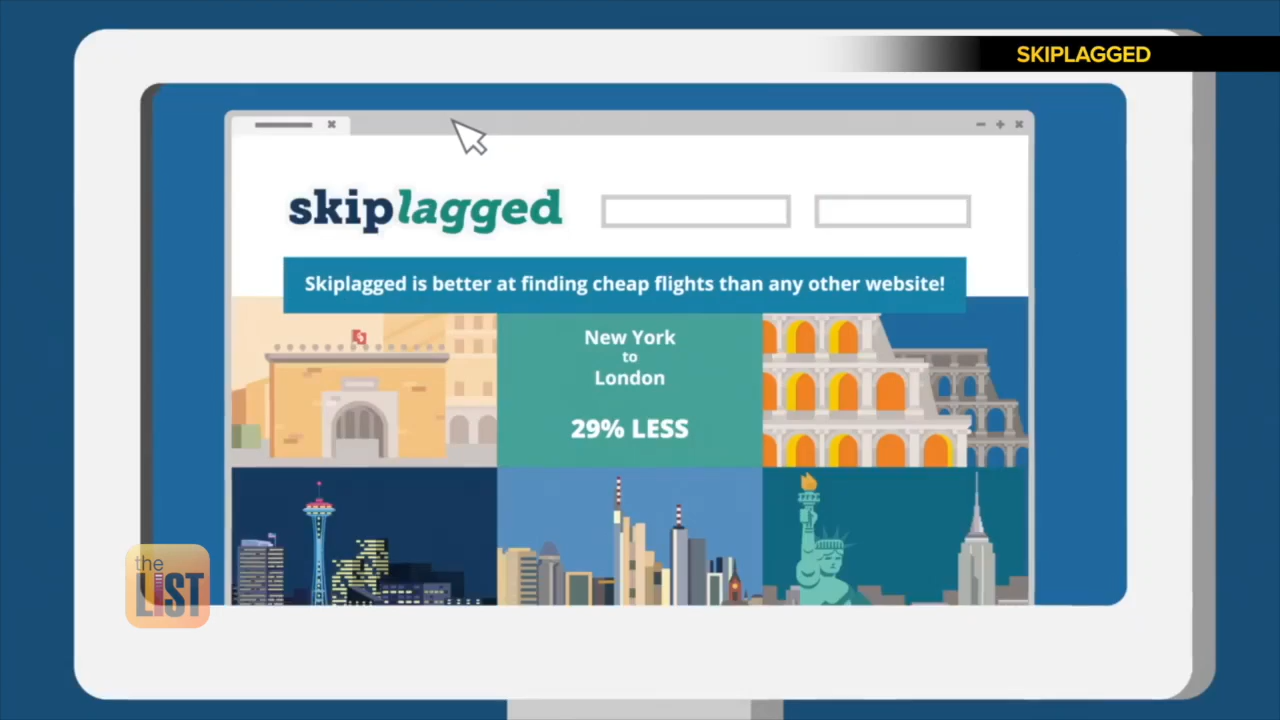 SKIPLAGGED
skiplagged
Skiplagged is better at finding cheap flights than any other website!
New York
to
London
29% LESS
the
LIST